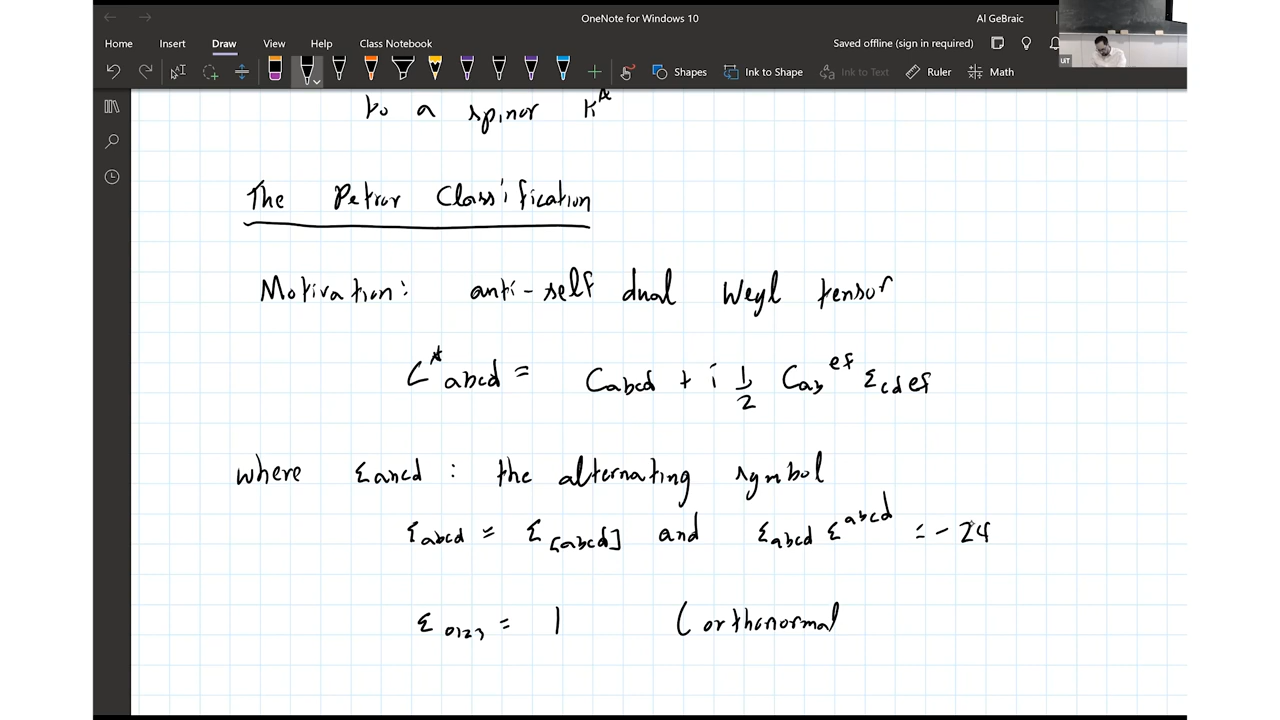 OneNote for Windows 10
Al GeBraic
Home Insert Draw View Help Class Notebook
Saved offline (sign in required)
Shapes Ink to Shape Ink to Text Ruler Math
UiT
to a spinor κ^A
The Petrov Classification
Motivation: anti-self dual Weyl tensor
C*abcd = Cabcd + i 1/2 Cab^ef εcdef
where εabcd : the alternating symbol
εabcd = ε[abcd] and εabcd ε^abcd = -24
ε0123 = 1 (orthonormal